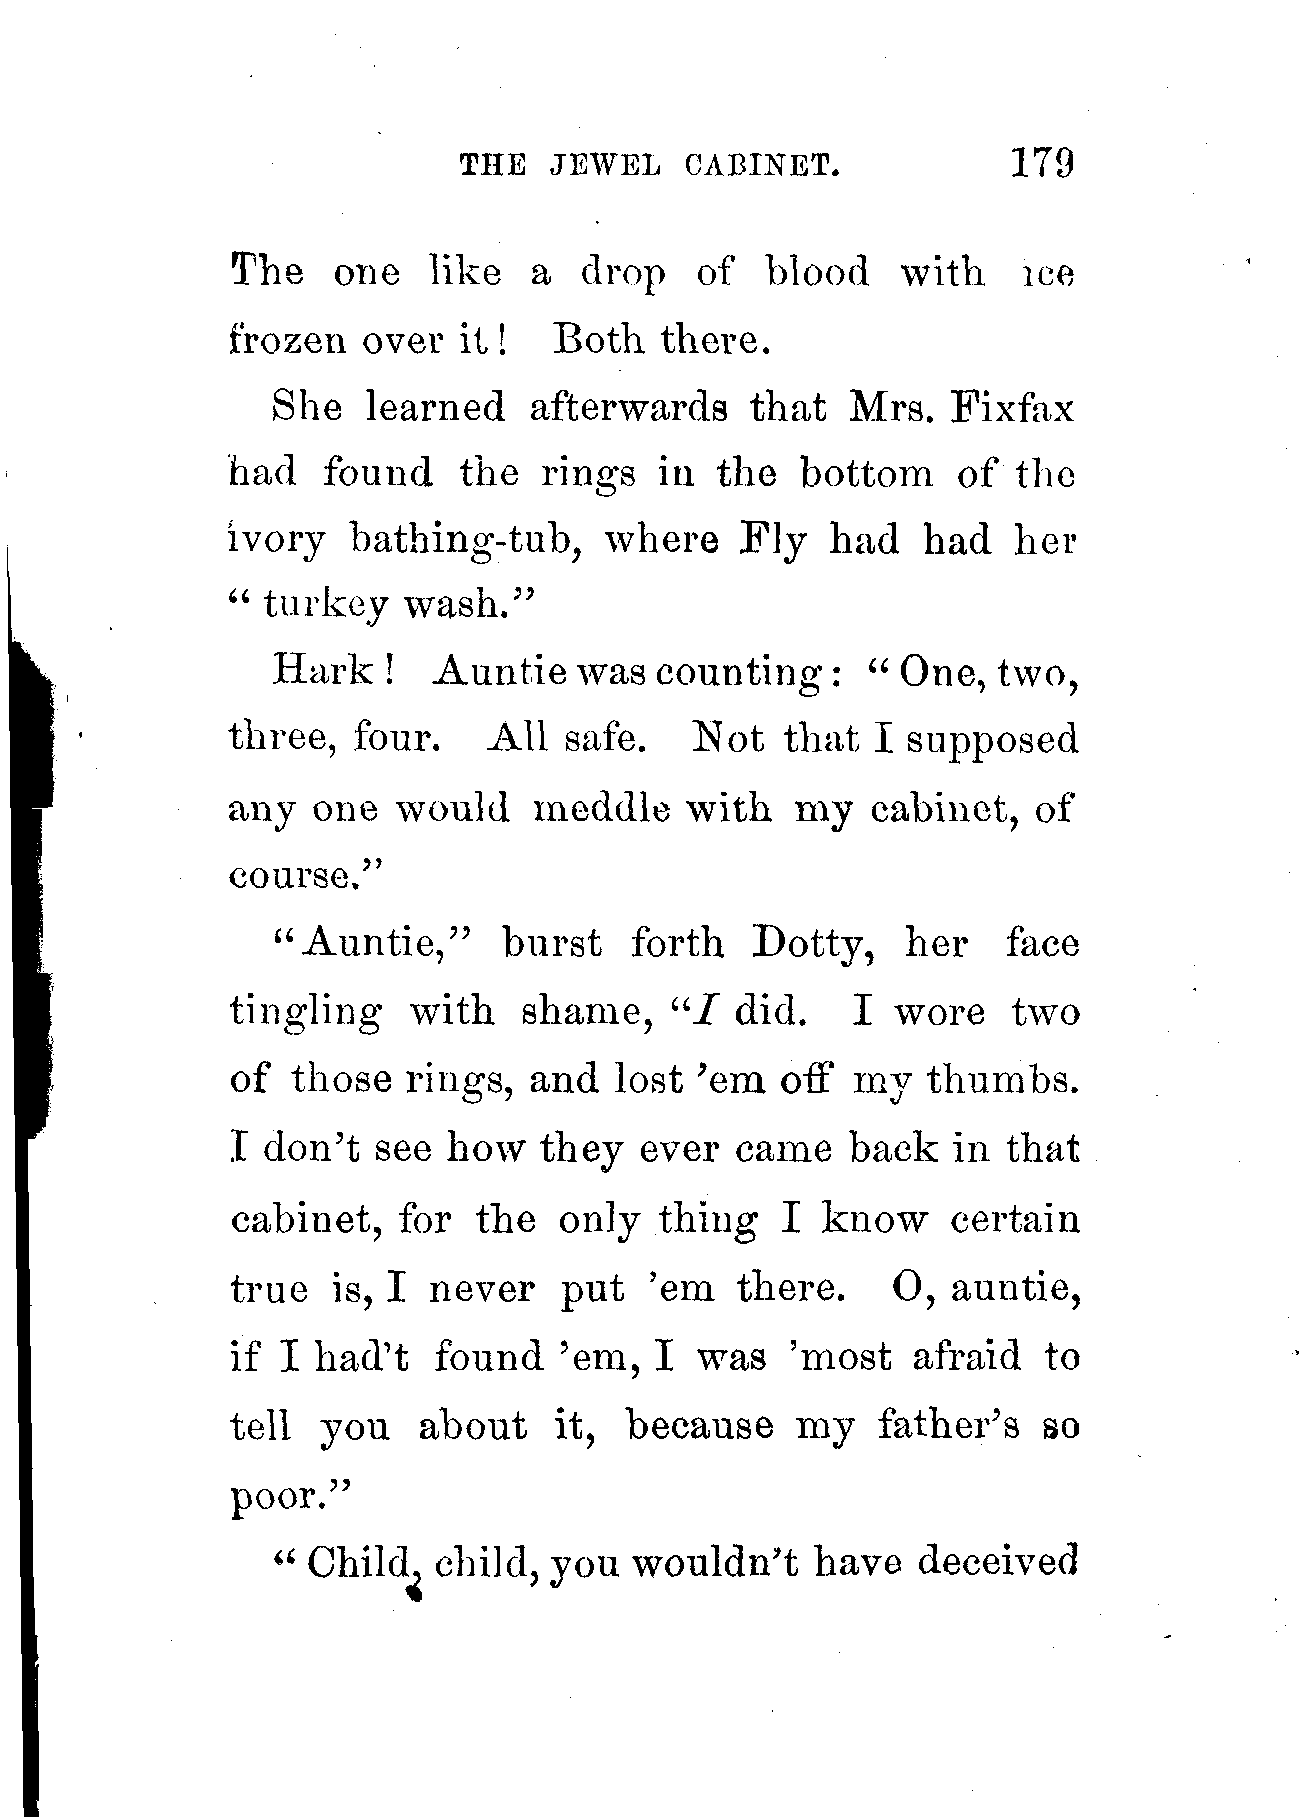 THE JEWEL CABINET. 179
The one like a drop of blood with ice
frozen over it! Both there.
She learned afterwards that Mrs. Fixfax
had found the rings in the bottom of the
ivory bathing-tub, where Fly had had her
“turkey wash.”
Hark! Auntie was counting: “One, two,
three, four. All safe. Not that I supposed
any one would meddle with my cabinet, of
course.”
“Auntie,” burst forth Dotty, her face
tingling with shame, “I did. I wore two
of those rings, and lost ’em off my thumbs.
I don’t see how they ever came back in that
cabinet, for the only thing I know certain
true is, I never put ’em there. O, auntie,
if I had’t found ’em, I was ’most afraid to
tell you about it, because my father’s so
poor.”
“Child, child, you wouldn’t have deceived